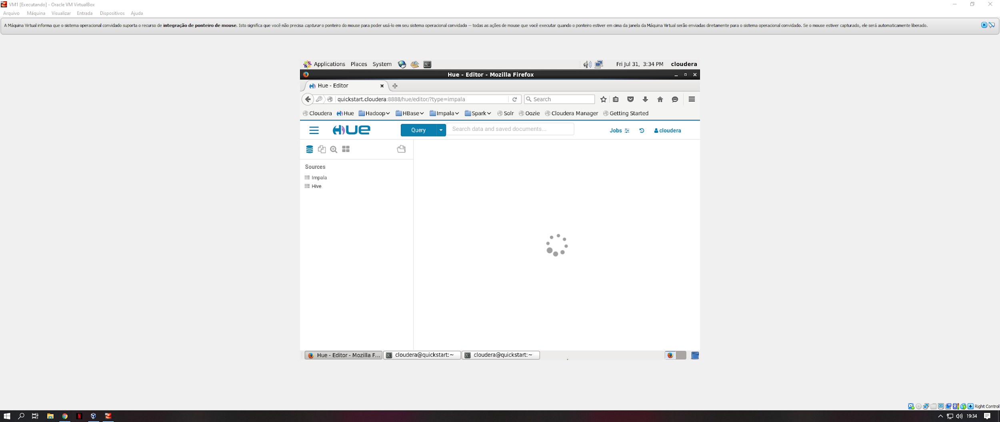 VM1 [Executando] - Oracle VM VirtualBox
Arquivo Máquina Visualizar Entrada Dispositivos Ajuda
A Máquina Virtual informa que o sistema operacional convidado suporta o recurso de integração de ponteiro de mouse. Isto significa que você não precisa capturar o ponteiro do mouse para poder usá-lo em seu sistema operacional convidado -- todas as ações de mouse que você executar quando o ponteiro estiver em cima da janela da Máquina Virtual serão enviadas diretamente para o sistema operacional convidado. Se o mouse estiver capturado, ele será automaticamente liberado.
Applications Places System Fri Jul 31, 3:34 PM cloudera
Hue - Editor - Mozilla Firefox
Hue - Editor
quickstart.cloudera:8888/hue/editor/?type=impala Search
Cloudera Hue Hadoop HBase Impala Spark Solr Oozie Cloudera Manager Getting Started
HUE Query Search data and saved documents... Jobs cloudera
Sources
Impala
Hive
Hue - Editor - Mozilla F... cloudera@quickstart:~ cloudera@quickstart:~
Right Control
N 19:34